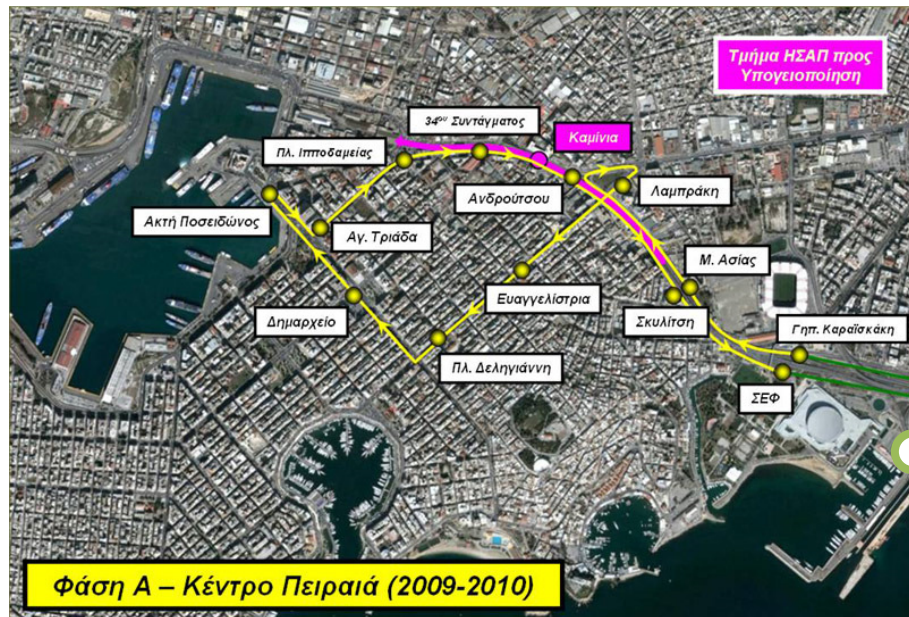 Τμήμα ΗΣΑΠ προς
Υπογειοποίηση
34ου Συντάγματος
Καμίνια
Πλ. Ιπποδαμείας
Ανδρούτσου
Λαμπράκη
Ακτή Ποσειδώνος
Αγ. Τριάδα
Μ. Ασίας
Ευαγγελίστρια
Σκυλίτση
Δημαρχείο
Γηπ. Καραϊσκάκη
Πλ. Δεληγιάννη
ΣΕΦ
Φάση Α – Κέντρο Πειραιά (2009-2010)